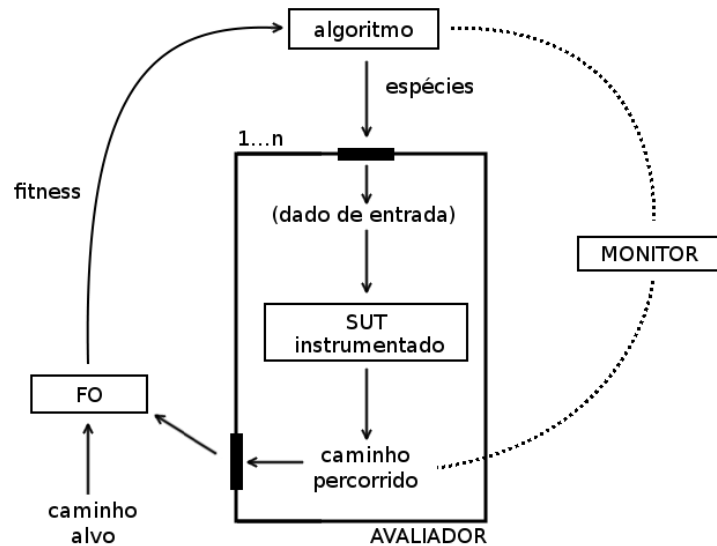 algoritmo
espécies
1...n
fitness
(dado de entrada)
MONITOR
SUT
instrumentado
FO
caminho
percorrido
caminho
alvo
AVALIADOR